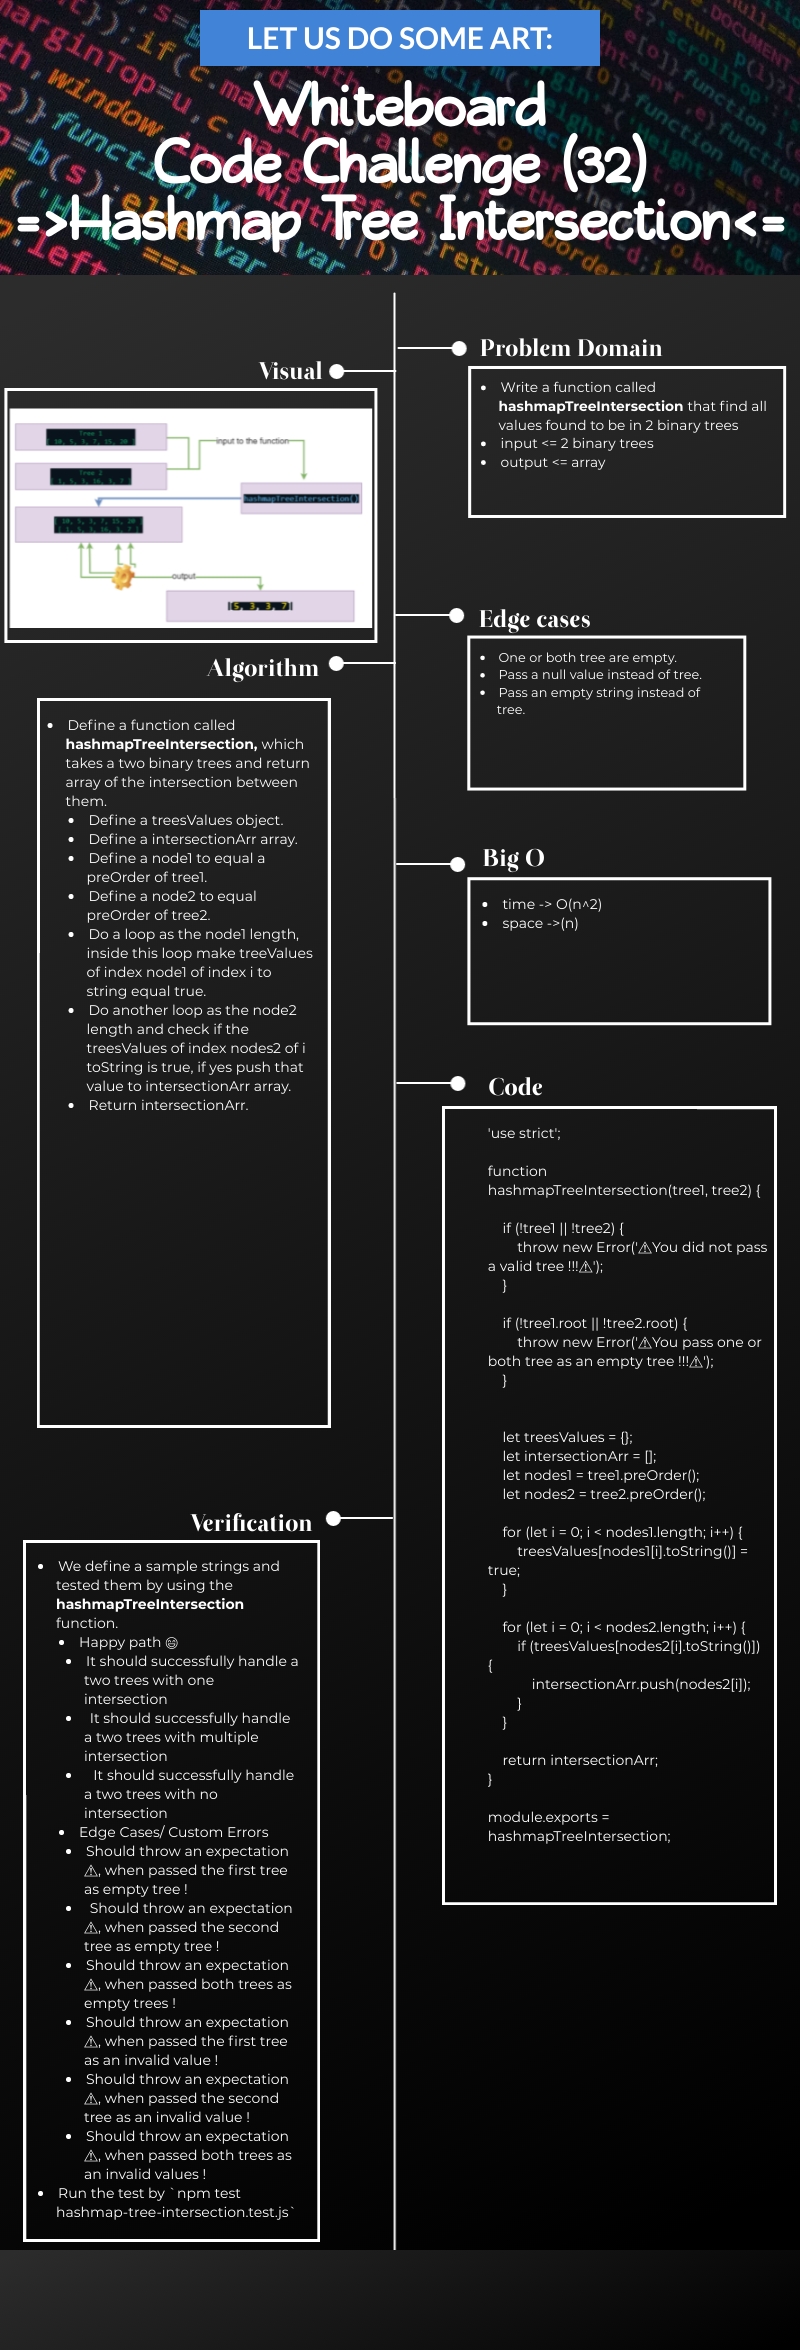 LET US DO SOME ART:
Whiteboard
Code Challenge (32)
=>Hashmap Tree Intersection<=
Visual
Tree 1
10, 5, 3, 7, 15, 20
Tree 2
input to the function
hashmapTreeIntersection()
output
5, 3, 3, 7
Problem Domain
• Write a function called
hashmapTreeIntersection that find all
values found to be in 2 binary trees
• input <= 2 binary trees
• output <= array
Edge cases
• One or both tree are empty.
• Pass a null value instead of tree.
• Pass an empty string instead of
tree.
Algorithm
• Define a function called
hashmapTreeIntersection, which
takes a two binary trees and return
array of the intersection between
them.
• Define a treesValues object.
• Define a intersectionArr array.
• Define a node1 to equal a
preOrder of tree1.
• Define a node2 to equal
preOrder of tree2.
• Do a loop as the node1 length,
inside this loop make treeValues
of index node1 of index i to
string equal true.
• Do another loop as the node2
length and check if the
treesValues of index nodes2 of i
toString is true, if yes push that
value to intersectionArr array.
• Return intersectionArr.
Big O
• time -> O(n^2)
• space ->(n)
Code
'use strict';
function
hashmapTreeIntersection(tree1, tree2) {
if (!tree1 || !tree2) {
throw new Error('⚠You did not pass
a valid tree !!!⚠');
}
if (!tree1.root || !tree2.root) {
throw new Error('⚠You pass one or
both tree as an empty tree !!!⚠');
}
let treesValues = {};
let intersectionArr = [];
let nodes1 = tree1.preOrder();
let nodes2 = tree2.preOrder();
for (let i = 0; i < nodes1.length; i++) {
treesValues[nodes1[i].toString()] =
true;
}
for (let i = 0; i < nodes2.length; i++) {
if (treesValues[nodes2[i].toString()])
{
intersectionArr.push(nodes2[i]);
}
}
return intersectionArr;
}
module.exports =
hashmapTreeIntersection;
Verification
• We define a sample strings and
tested them by using the
hashmapTreeIntersection
function.
• Happy path 😄
• It should successfully handle a
two trees with one
intersection
• It should successfully handle
a two trees with multiple
intersection
• It should successfully handle
a two trees with no
intersection
• Edge Cases/ Custom Errors
• Should throw an expectation
⚠, when passed the first tree
as empty tree !
• Should throw an expectation
⚠, when passed the second
tree as empty tree !
• Should throw an expectation
⚠, when passed both trees as
empty trees !
• Should throw an expectation
⚠, when passed the first tree
as an invalid value !
• Should throw an expectation
⚠, when passed the second
tree as an invalid value !
• Should throw an expectation
⚠, when passed both trees as
an invalid values !
• Run the test by `npm test
hashmap-tree-intersection.test.js`